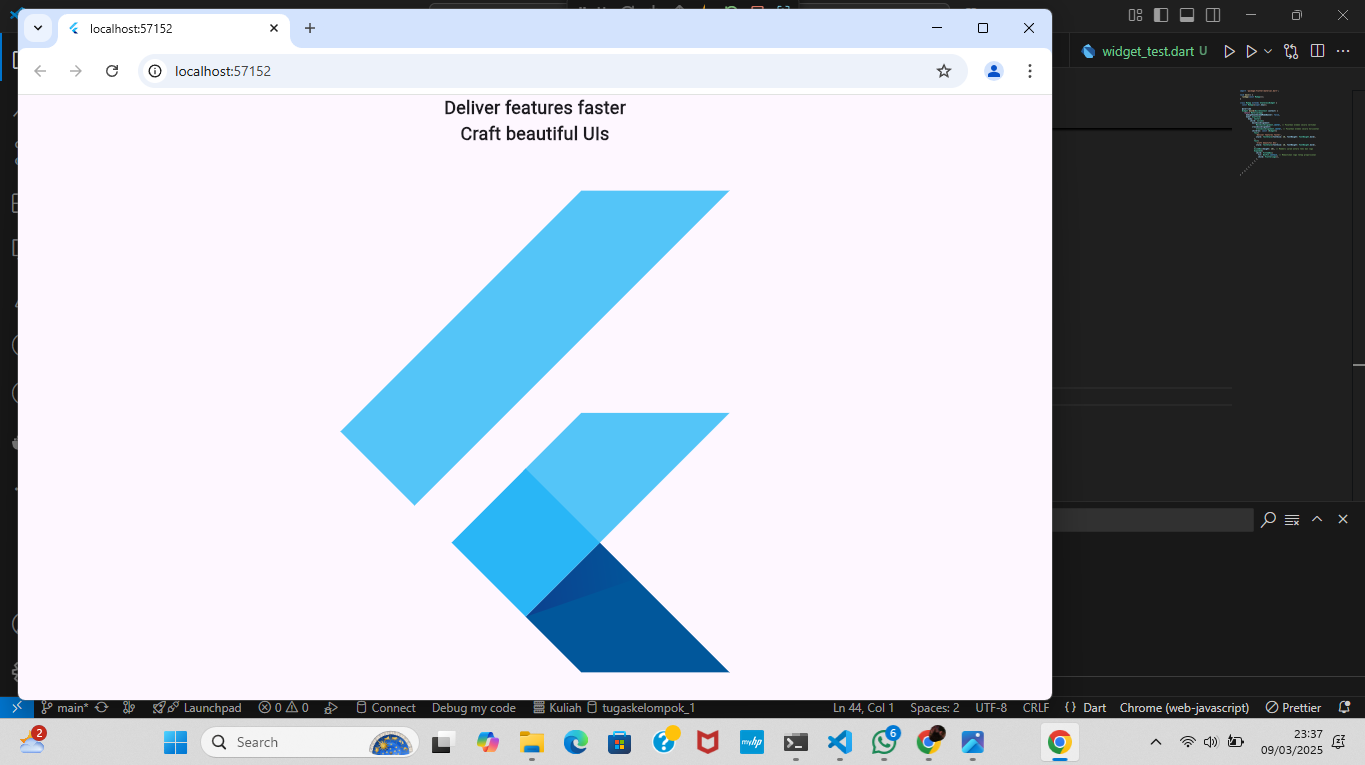 localhost:57152
localhost:57152
widget_test.dart U
Deliver features faster
Craft beautiful UIs
main*
Launchpad
0
0
Connect
Debug my code
Kuliah
tugaskelompok_1
Ln 44, Col 1
Spaces: 2
UTF-8
CRLF
{ } Dart
Chrome (web-javascript)
Prettier
2
Search
myhp
6
23:37
09/03/2025